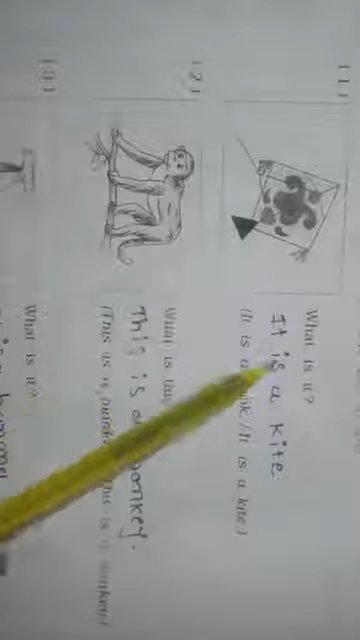 (1)
What is it?
It is a kite.
(It is a /It is a kite.)
(2)
What is this
This is a monkey.
(This is a This is a monkey)
(3)
What is it?